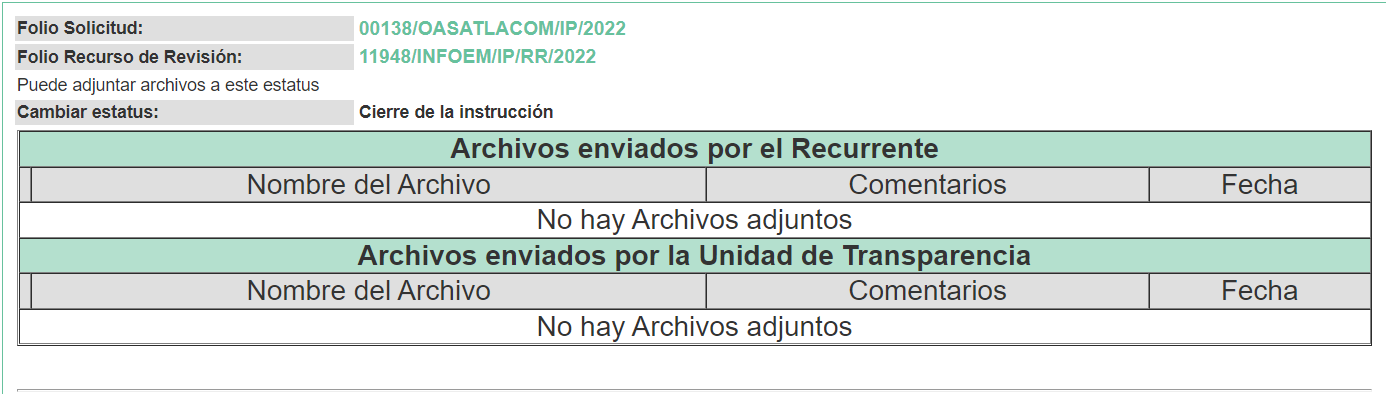 Folio Solicitud: 00138/OASATLACOM/IP/2022
Folio Recurso de Revisión: 11948/INFOEM/IP/RR/2022
Puede adjuntar archivos a este estatus
Cambiar estatus: Cierre de la instrucción
Archivos enviados por el Recurrente
Nombre del Archivo Comentarios Fecha
No hay Archivos adjuntos
Archivos enviados por la Unidad de Transparencia
Nombre del Archivo Comentarios Fecha
No hay Archivos adjuntos